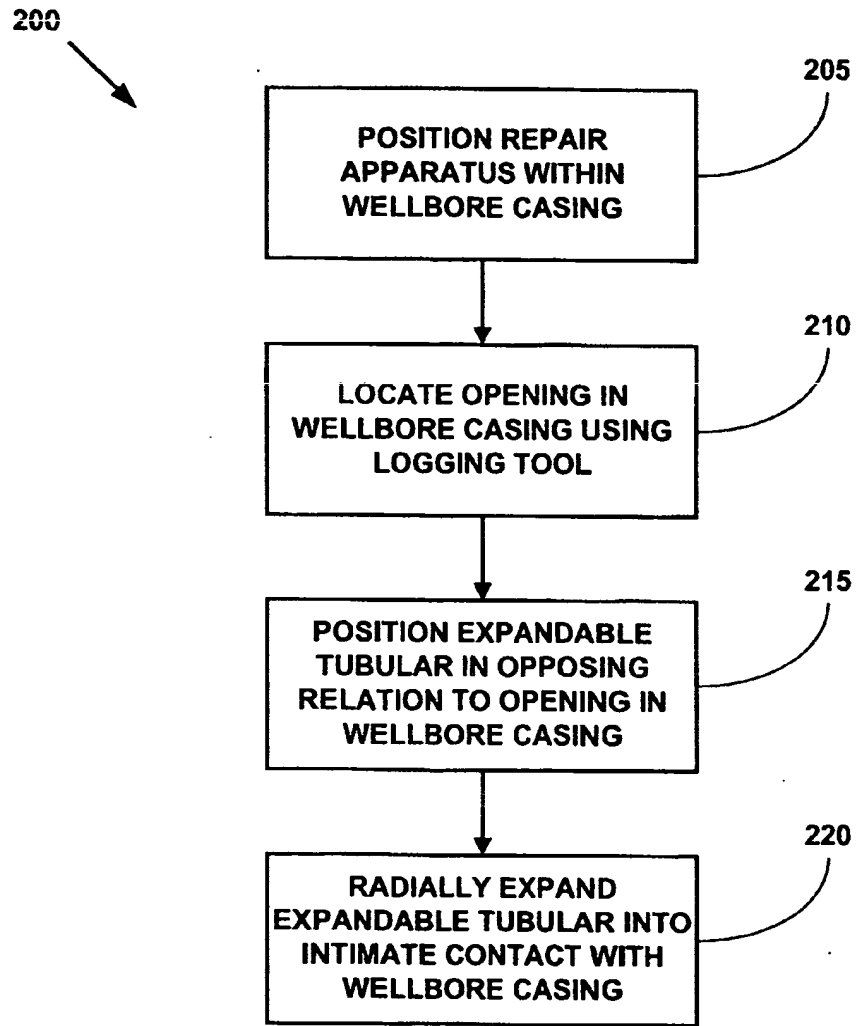 200
205
POSITION REPAIR
APPARATUS WITHIN
WELLBORE CASING
210
LOCATE OPENING IN
WELLBORE CASING USING
LOGGING TOOL
215
POSITION EXPANDABLE
TUBULAR IN OPPOSING
RELATION TO OPENING IN
WELLBORE CASING
220
RADIALLY EXPAND
EXPANDABLE TUBULAR INTO
INTIMATE CONTACT WITH
WELLBORE CASING